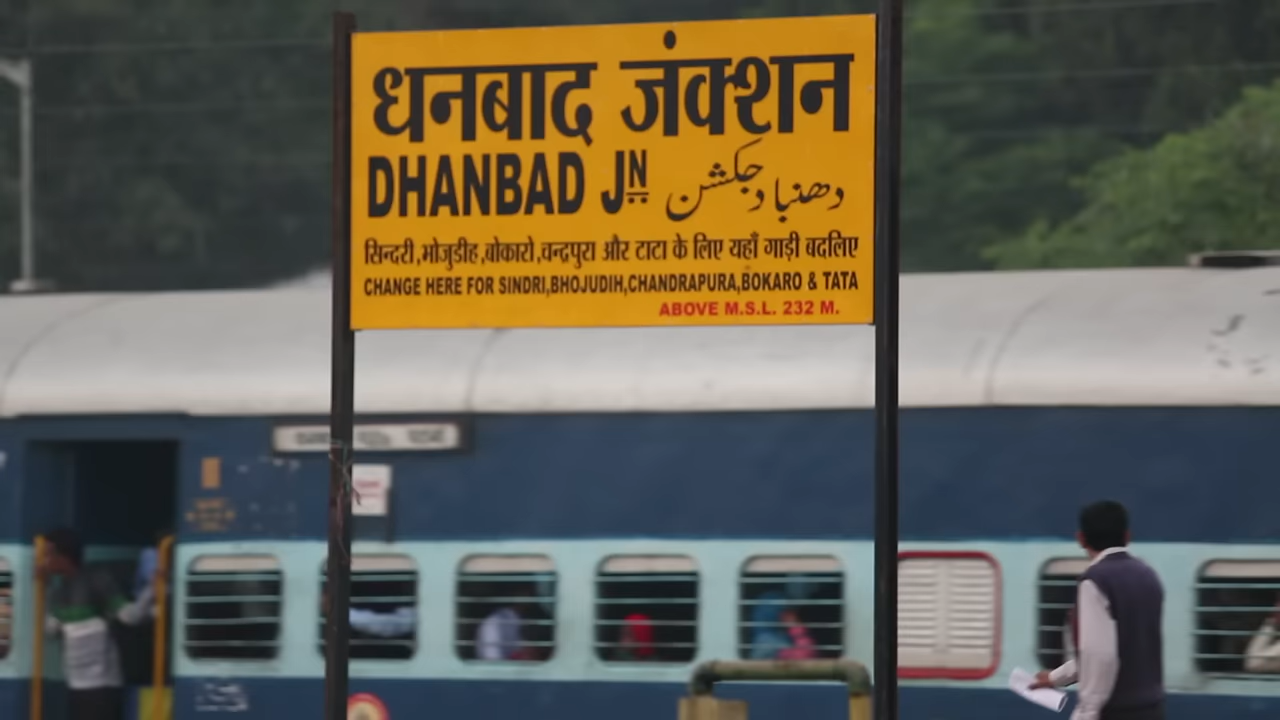 धनबाद जंक्शन
DHANBAD JN دھنباد جنکشن
सिन्दरी,भोजुडीह,बोकारो,चन्द्रपुरा और टाटा के लिए यहाँ गाड़ी बदलिए
CHANGE HERE FOR SINDRI,BHOJUDIH,CHANDRAPURA,BOKARO & TATA
ABOVE M.S.L. 232 M.